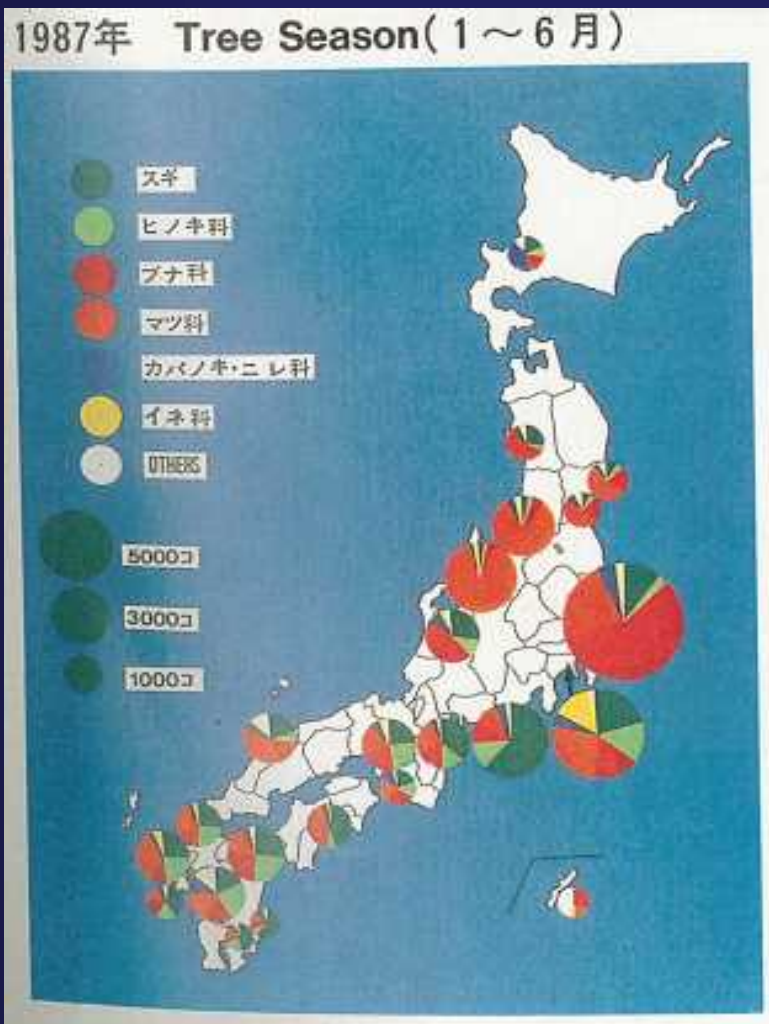 1987年 Tree Season(1～6月)
スギ
ヒノキ科
ブナ科
マツ科
カバノキ・ニレ科
イネ科
OTHERS
5000コ
3000コ
1000コ